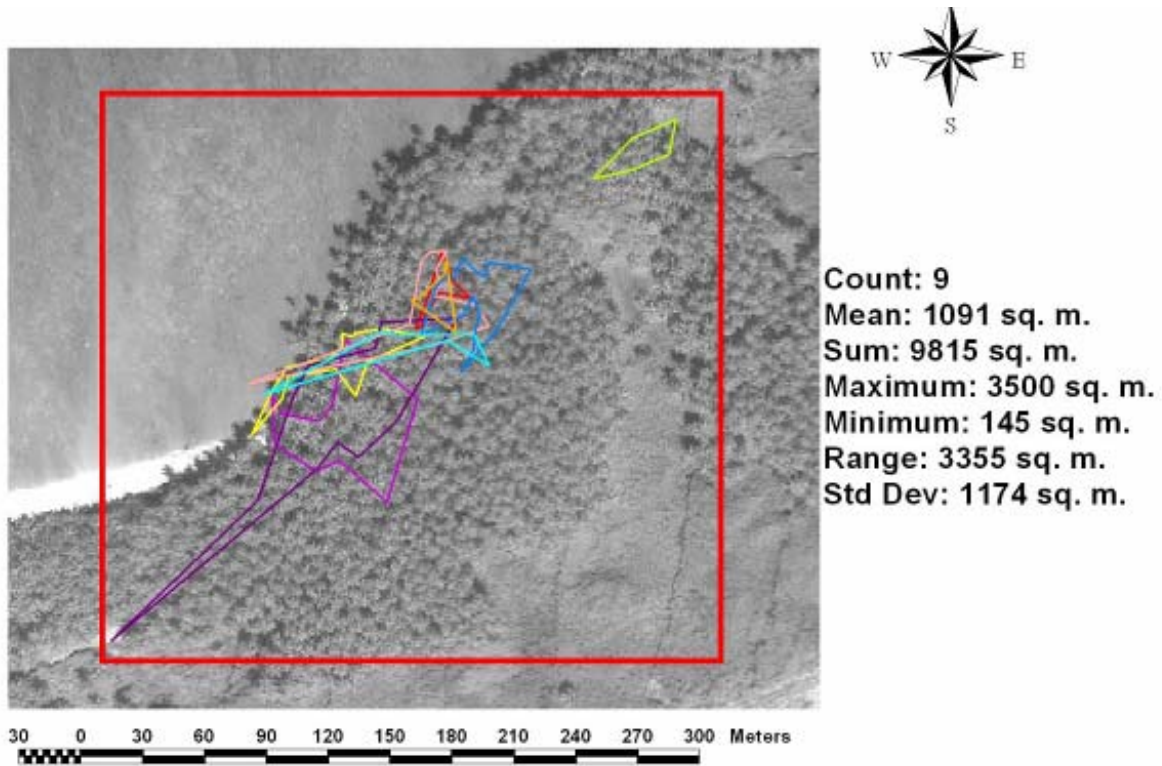 W E
S
Count: 9
Mean: 1091 sq. m.
Sum: 9815 sq. m.
Maximum: 3500 sq. m.
Minimum: 145 sq. m.
Range: 3355 sq. m.
Std Dev: 1174 sq. m.
30 0 30 60 90 120 150 180 210 240 270 300 Meters